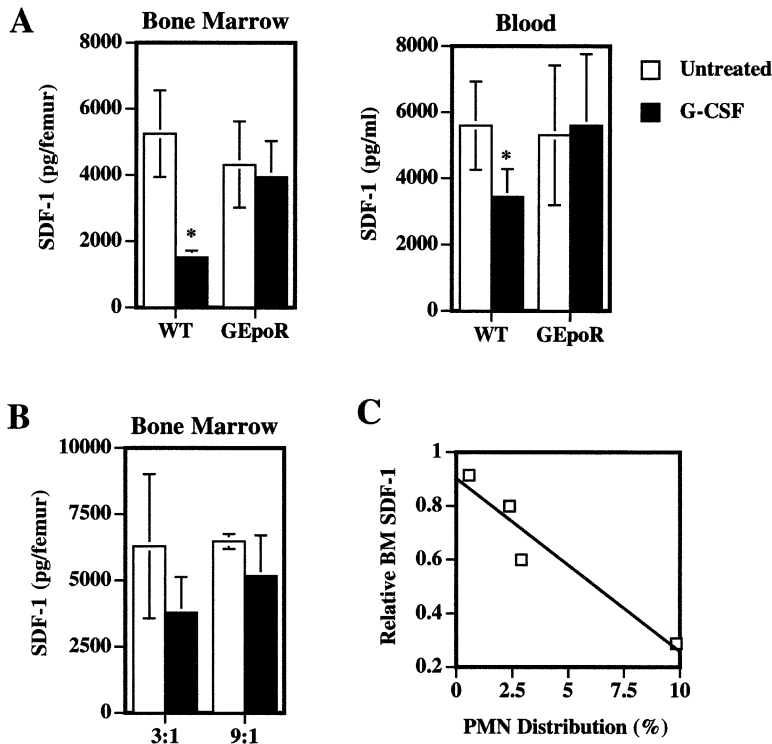 A
Bone Marrow
8000
6000
4000
2000
0
SDF-1 (pg/femur)
*
WT
GEpoR
Blood
8000
6000
4000
2000
0
SDF-1 (pg/ml)
*
WT
GEpoR
Untreated
G-CSF
B
Bone Marrow
10000
7500
5000
2500
0
SDF-1 (pg/femur)
3:1
9:1
C
1
0.8
0.6
0.4
0.2
Relative BM SDF-1
0
2.5
5
7.5
10
PMN Distribution (%)